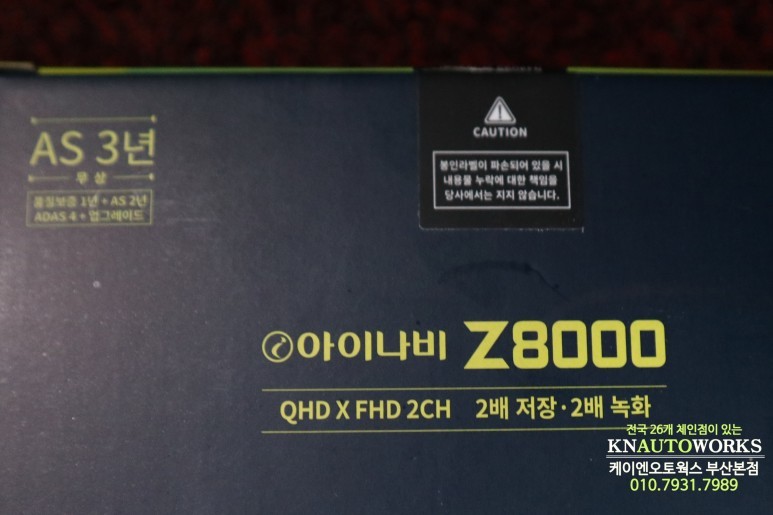 AS 3년
무상
품질보증 1년 + AS 2년
ADAS 4 + 업그레이드
CAUTION
봉인라벨이 파손되어 있을 시
내용물 누락에 대한 책임을
당사에서는 지지 않습니다.
아이나비 Z8000
QHD X FHD 2CH 2배 저장·2배 녹화
전국 26개 체인점이 있는
KNAUTOWORKS
케이엔오토웍스 부산본점
010.7931.7989